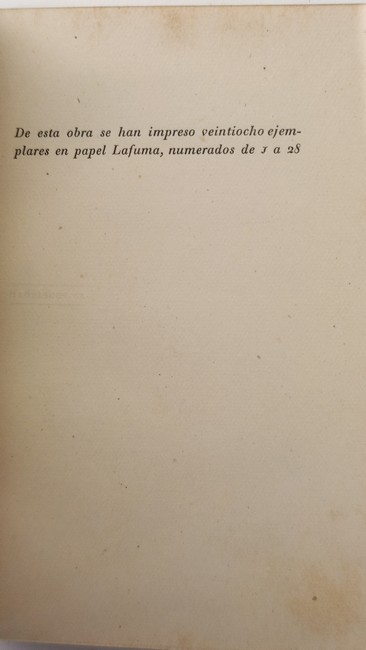 De esta obra se han impreso veintiocho ejem-
plares en papel Lafuma, numerados de 1 a 28